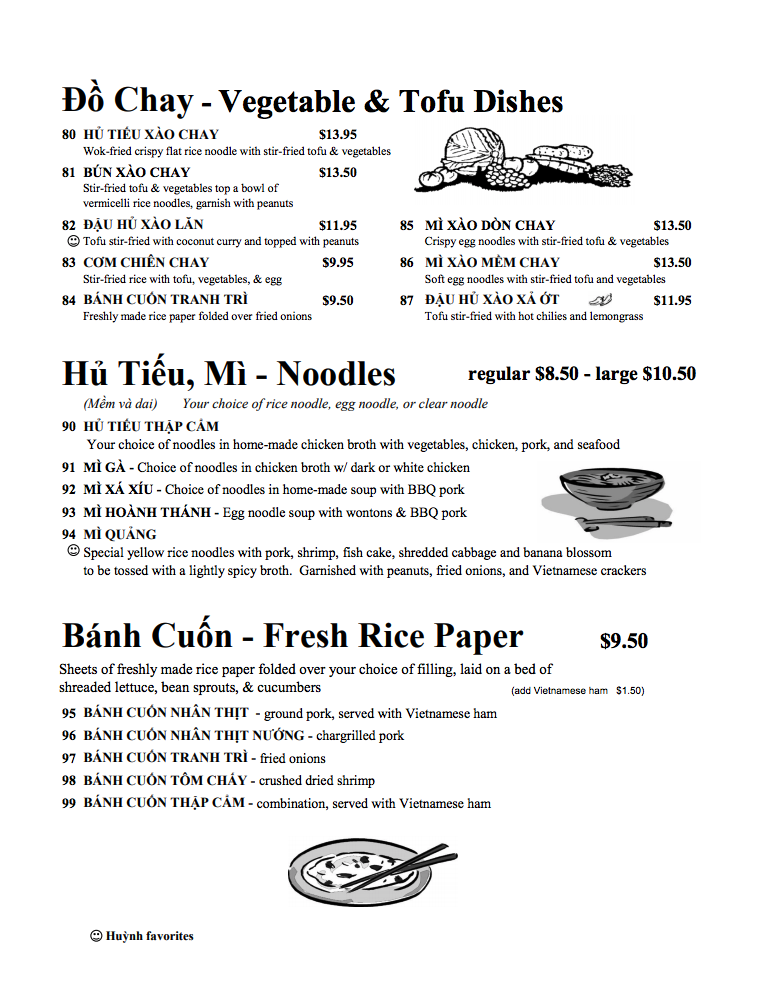 Đồ Chay - Vegetable & Tofu Dishes
80 HỦ TIẾU XÀO CHAY $13.95
Wok-fried crispy flat rice noodle with stir-fried tofu & vegetables
81 BÚN XÀO CHAY $13.50
Stir-fried tofu & vegetables top a bowl of
vermicelli rice noodles, garnish with peanuts
82 ĐẬU HỦ XÀO LĂN $11.95
☺ Tofu stir-fried with coconut curry and topped with peanuts
83 CƠM CHIÊN CHAY $9.95
Stir-fried rice with tofu, vegetables, & egg
84 BÁNH CUỐN TRANH TRÌ $9.50
Freshly made rice paper folded over fried onions
85 MÌ XÀO DÒN CHAY $13.50
Crispy egg noodles with stir-fried tofu & vegetables
86 MÌ XÀO MỀM CHAY $13.50
Soft egg noodles with stir-fried tofu and vegetables
87 ĐẬU HỦ XÀO XẢ ỚT $11.95
Tofu stir-fried with hot chilies and lemongrass
Hủ Tiếu, Mì - Noodles regular $8.50 - large $10.50
(Mềm và dai) Your choice of rice noodle, egg noodle, or clear noodle
90 HỦ TIẾU THẬP CẨM
Your choice of noodles in home-made chicken broth with vegetables, chicken, pork, and seafood
91 MÌ GÀ - Choice of noodles in chicken broth w/ dark or white chicken
92 MÌ XÁ XÍU - Choice of noodles in home-made soup with BBQ pork
93 MÌ HOÀNH THÁNH - Egg noodle soup with wontons & BBQ pork
94 MÌ QUẢNG
☺ Special yellow rice noodles with pork, shrimp, fish cake, shredded cabbage and banana blossom
to be tossed with a lightly spicy broth. Garnished with peanuts, fried onions, and Vietnamese crackers
Bánh Cuốn - Fresh Rice Paper $9.50
Sheets of freshly made rice paper folded over your choice of filling, laid on a bed of
shreaded lettuce, bean sprouts, & cucumbers (add Vietnamese ham $1.50)
95 BÁNH CUỐN NHÂN THỊT - ground pork, served with Vietnamese ham
96 BÁNH CUỐN NHÂN THỊT NƯỚNG - chargrilled pork
97 BÁNH CUỐN TRANH TRÌ - fried onions
98 BÁNH CUỐN TÔM CHẤY - crushed dried shrimp
99 BÁNH CUỐN THẬP CẨM - combination, served with Vietnamese ham
☺ Huỳnh favorites